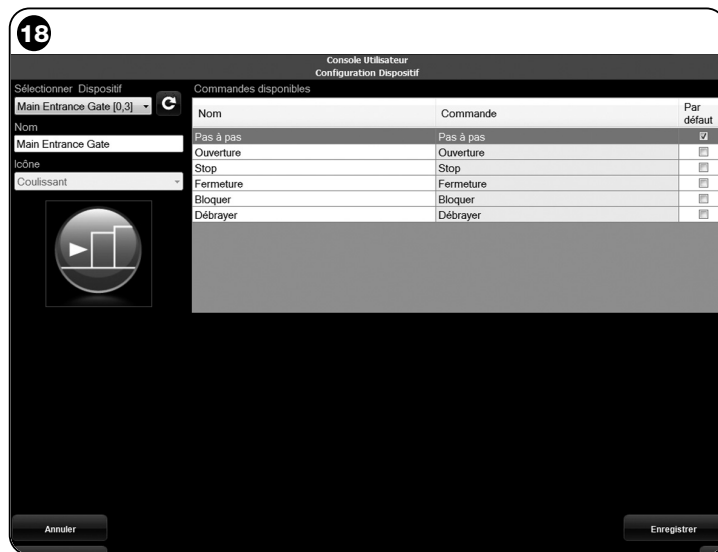 18
Console Utilisateur
Configuration Dispositif
Sélectionner Dispositif
Main Entrance Gate [0,3]
Nom
Main Entrance Gate
Icône
Coulissant
Commandes disponibles
Nom Commande Par défaut
Pas à pas Pas à pas
Ouverture Ouverture
Stop Stop
Fermeture Fermeture
Bloquer Bloquer
Débrayer Débrayer
Annuler Enregistrer